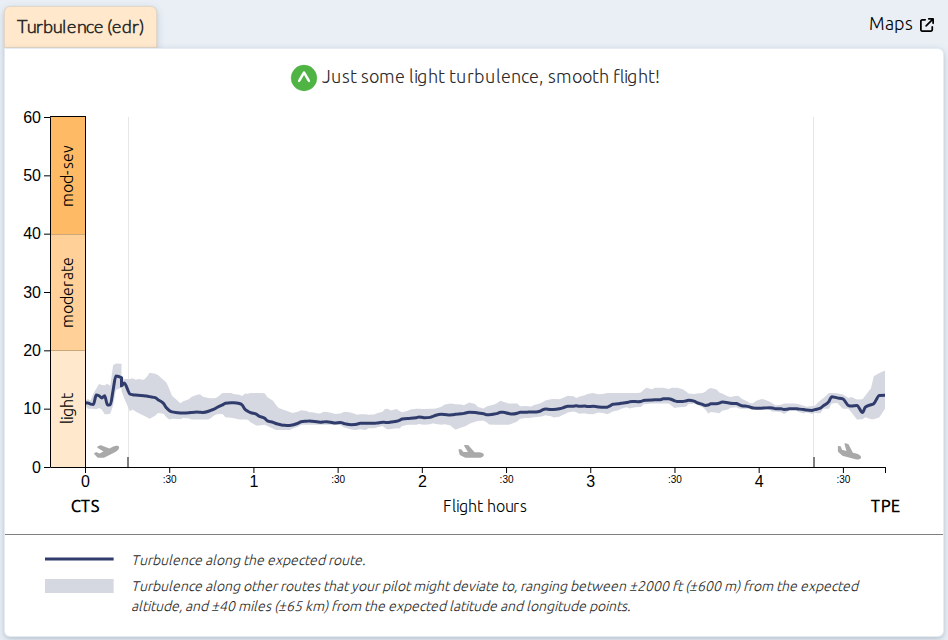 Turbulence (edr)
Maps
Just some light turbulence, smooth flight!
60
50
40
30
20
10
0
mod-sev
moderate
light
0 :30 1 :30 2 :30 3 :30 4 :30
CTS Flight hours TPE
Turbulence along the expected route.
Turbulence along other routes that your pilot might deviate to, ranging between ±2000 ft (±600 m) from the expected
altitude, and ±40 miles (±65 km) from the expected latitude and longitude points.